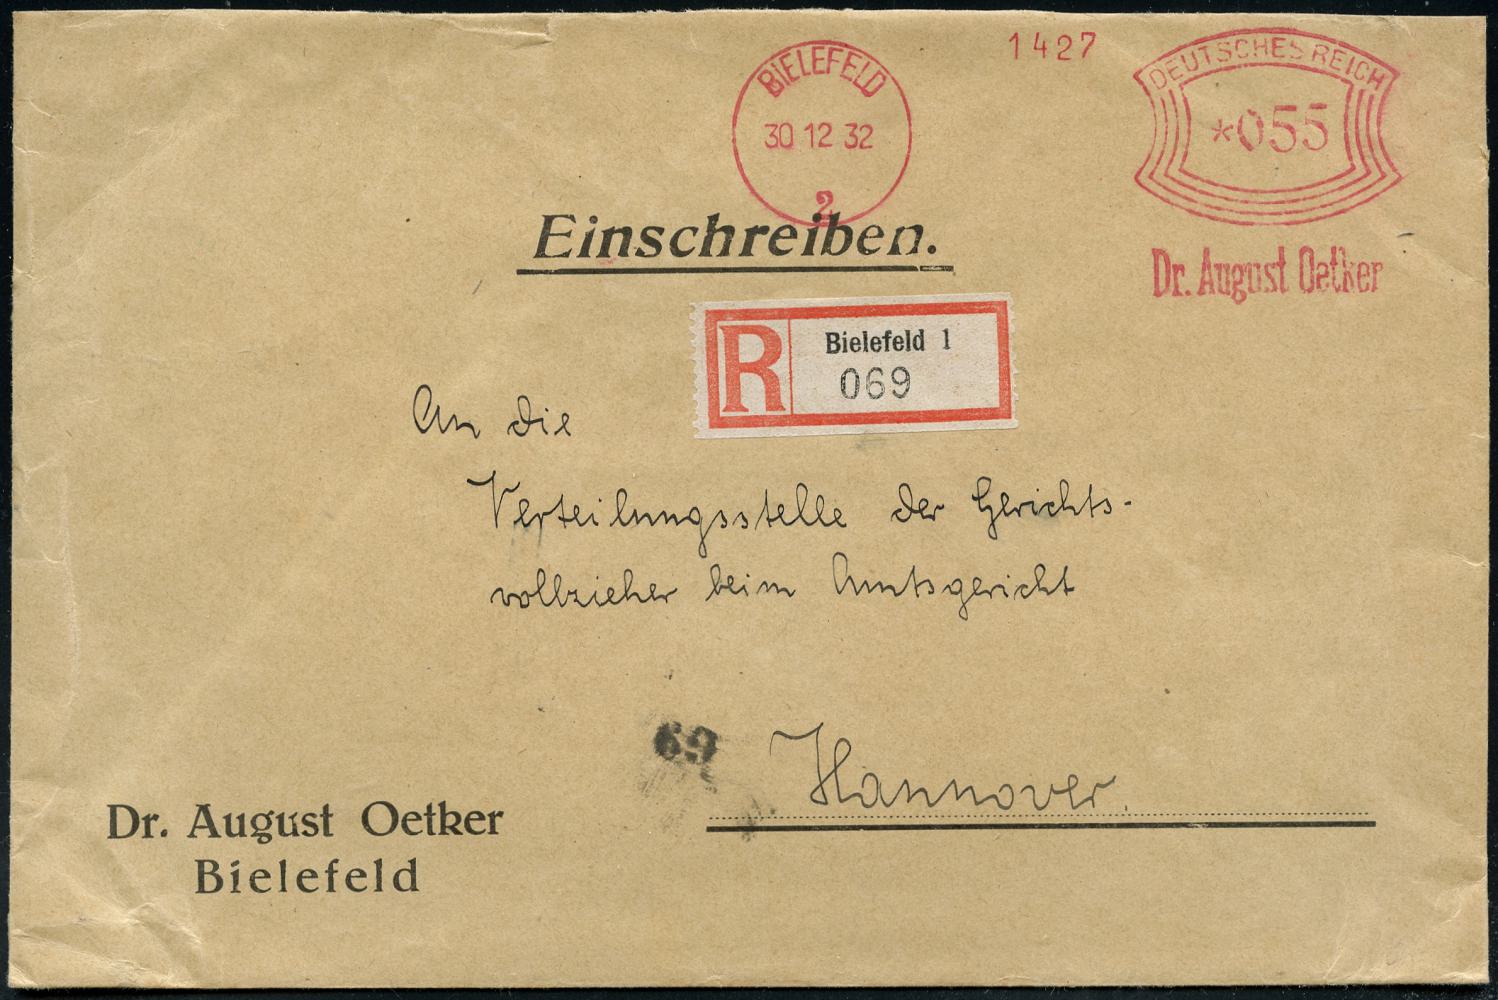 1427
DEUTSCHES REICH
*055
BIELEFELD
30 12 32
2
Dr. August Oetker
Einschreiben.
R
Bielefeld 1
069
An die
Verteilungsstelle der Gerichts-
vollzieher beim Amtsgericht
69
Hannover.
Dr. August Oetker
Bielefeld